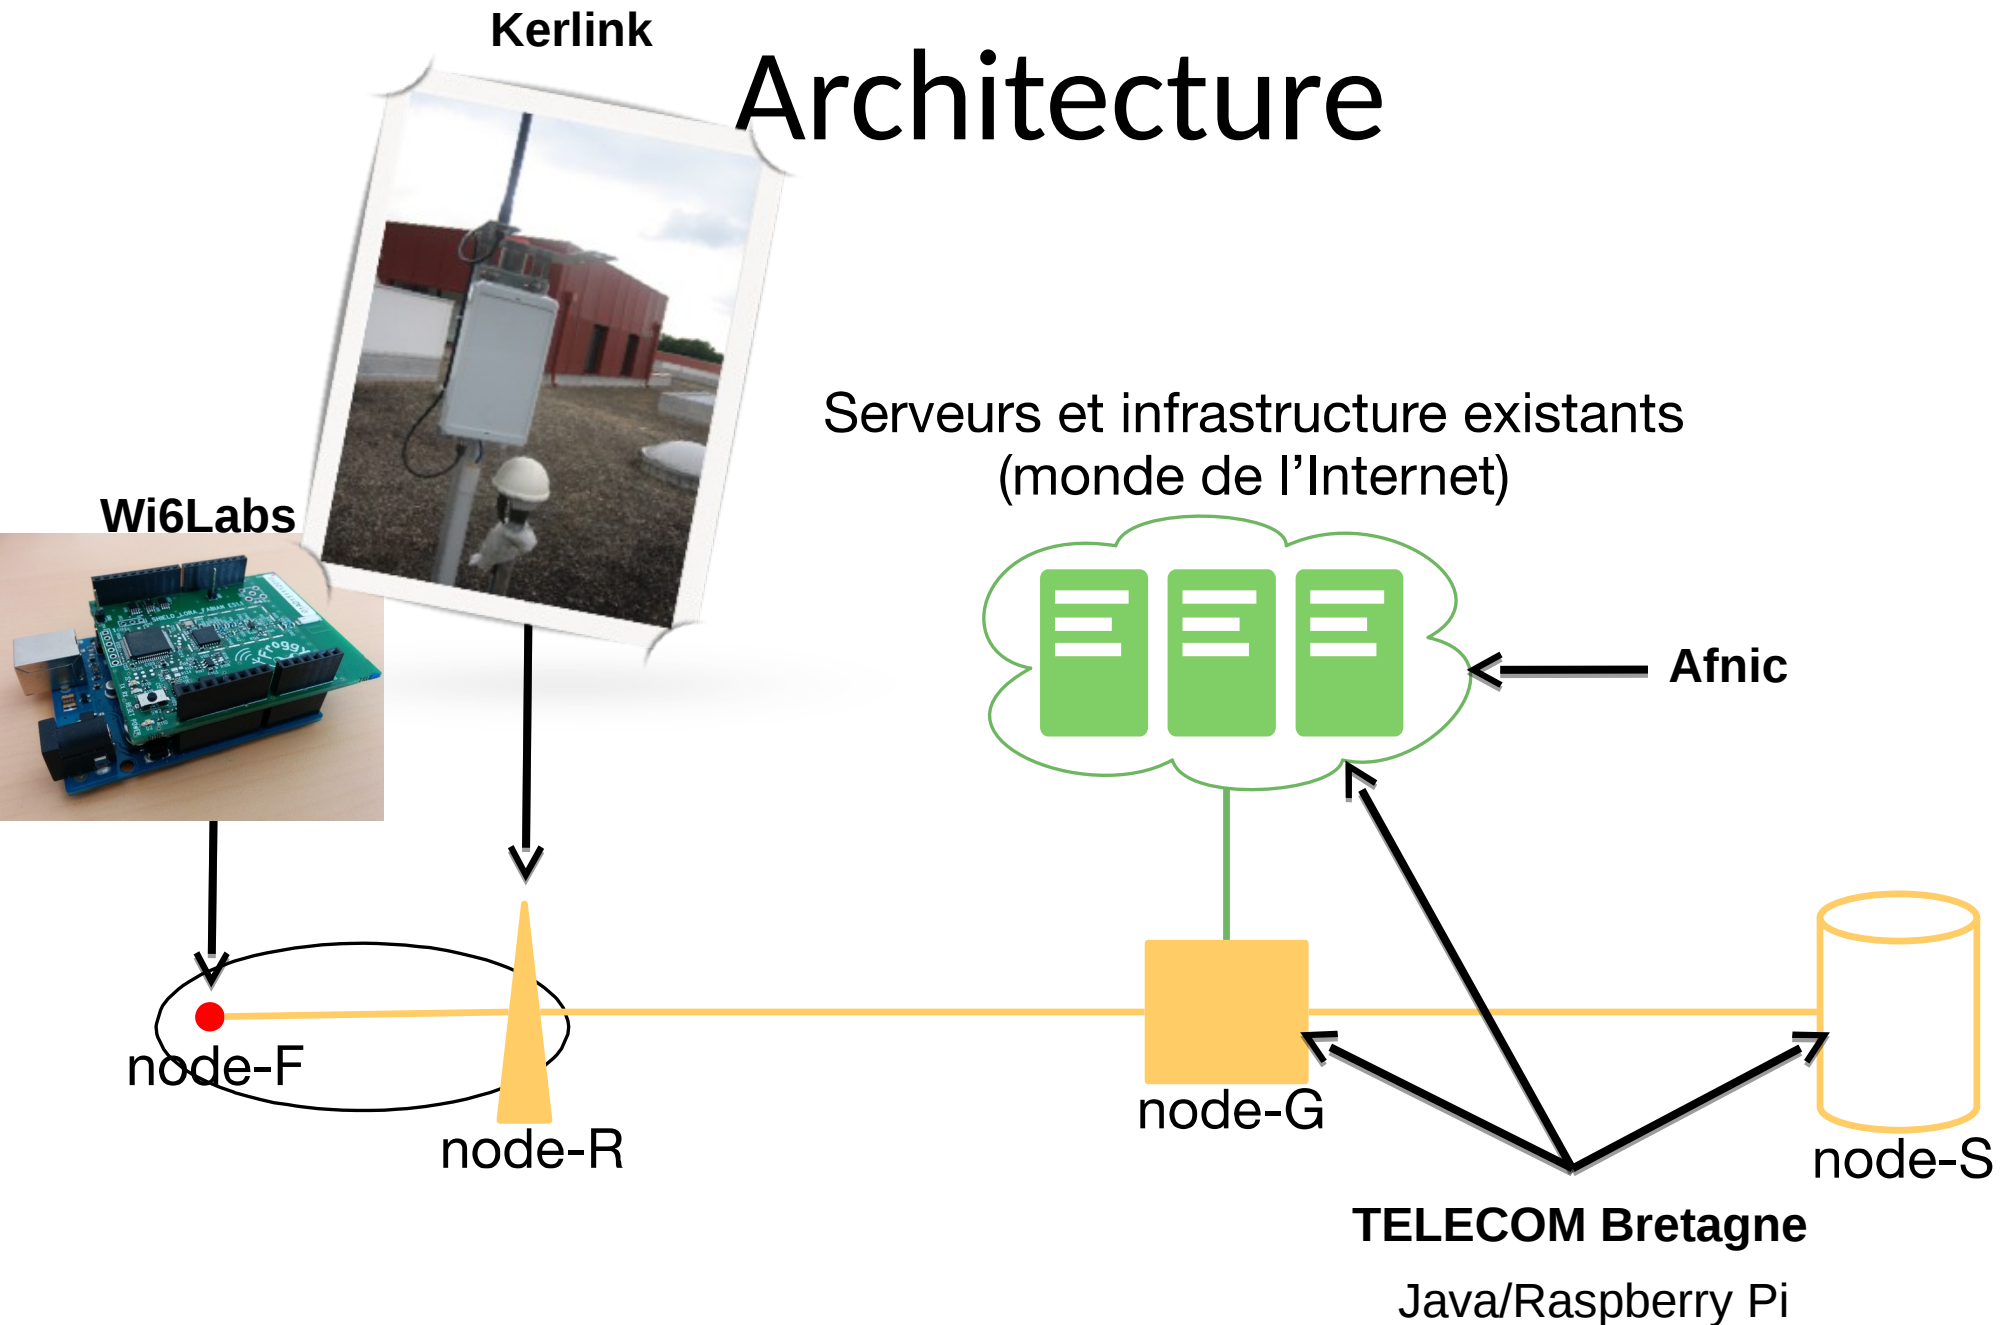 Kerlink
Architecture
Serveurs et infrastructure existants
(monde de l’Internet)
Wi6Labs
SHIELD_LORA_FABIAN
Afnic
node-F
node-R
node-G
node-S
TELECOM Bretagne
Java/Raspberry Pi